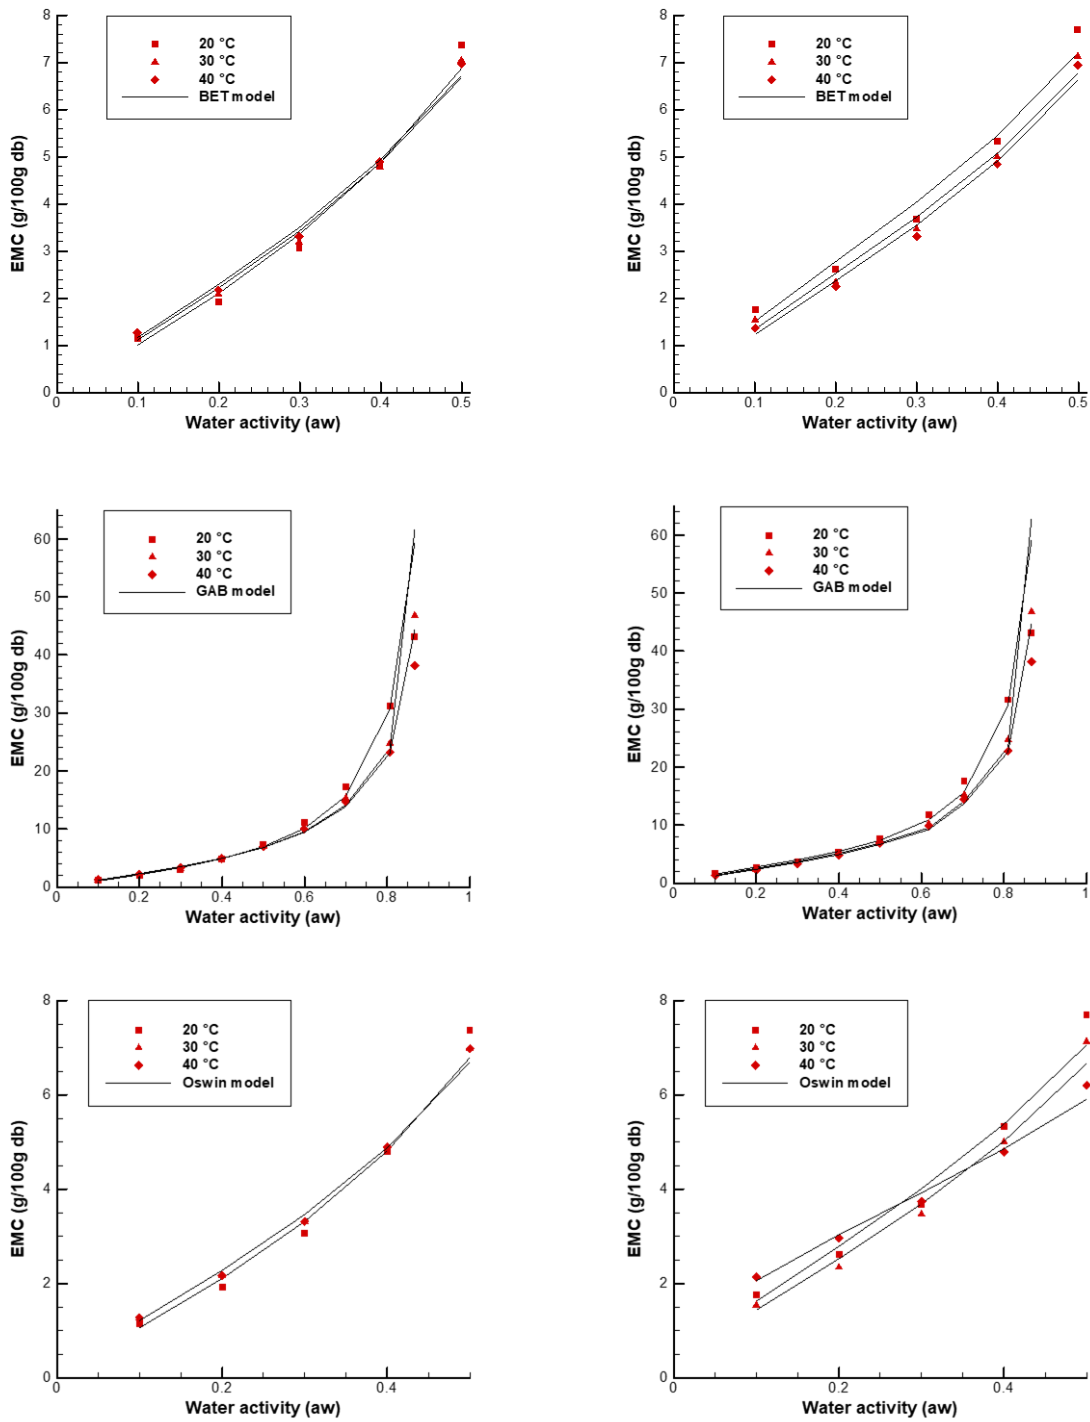 8
7
6
5
4
3
2
1
0
EMC (g/100g db)
20 °C
30 °C
40 °C
BET model
0
0.1
0.2
0.3
0.4
0.5
Water activity (aw)
8
7
6
5
4
3
2
1
0
EMC (g/100g db)
20 °C
30 °C
40 °C
BET model
0
0.1
0.2
0.3
0.4
0.5
Water activity (aw)
60
50
40
30
20
10
0
EMC (g/100g db)
20 °C
30 °C
40 °C
GAB model
0
0.2
0.4
0.6
0.8
1
Water activity (aw)
60
50
40
30
20
10
0
EMC (g/100g db)
20 °C
30 °C
40 °C
GAB model
0
0.2
0.4
0.6
0.8
1
Water activity (aw)
8
6
4
2
0
EMC (g/100g db)
20 °C
30 °C
40 °C
Oswin model
0
0.2
0.4
Water activity (aw)
8
6
4
2
0
EMC (g/100g db)
20 °C
30 °C
40 °C
Oswin model
0
0.2
0.4
Water activity (aw)